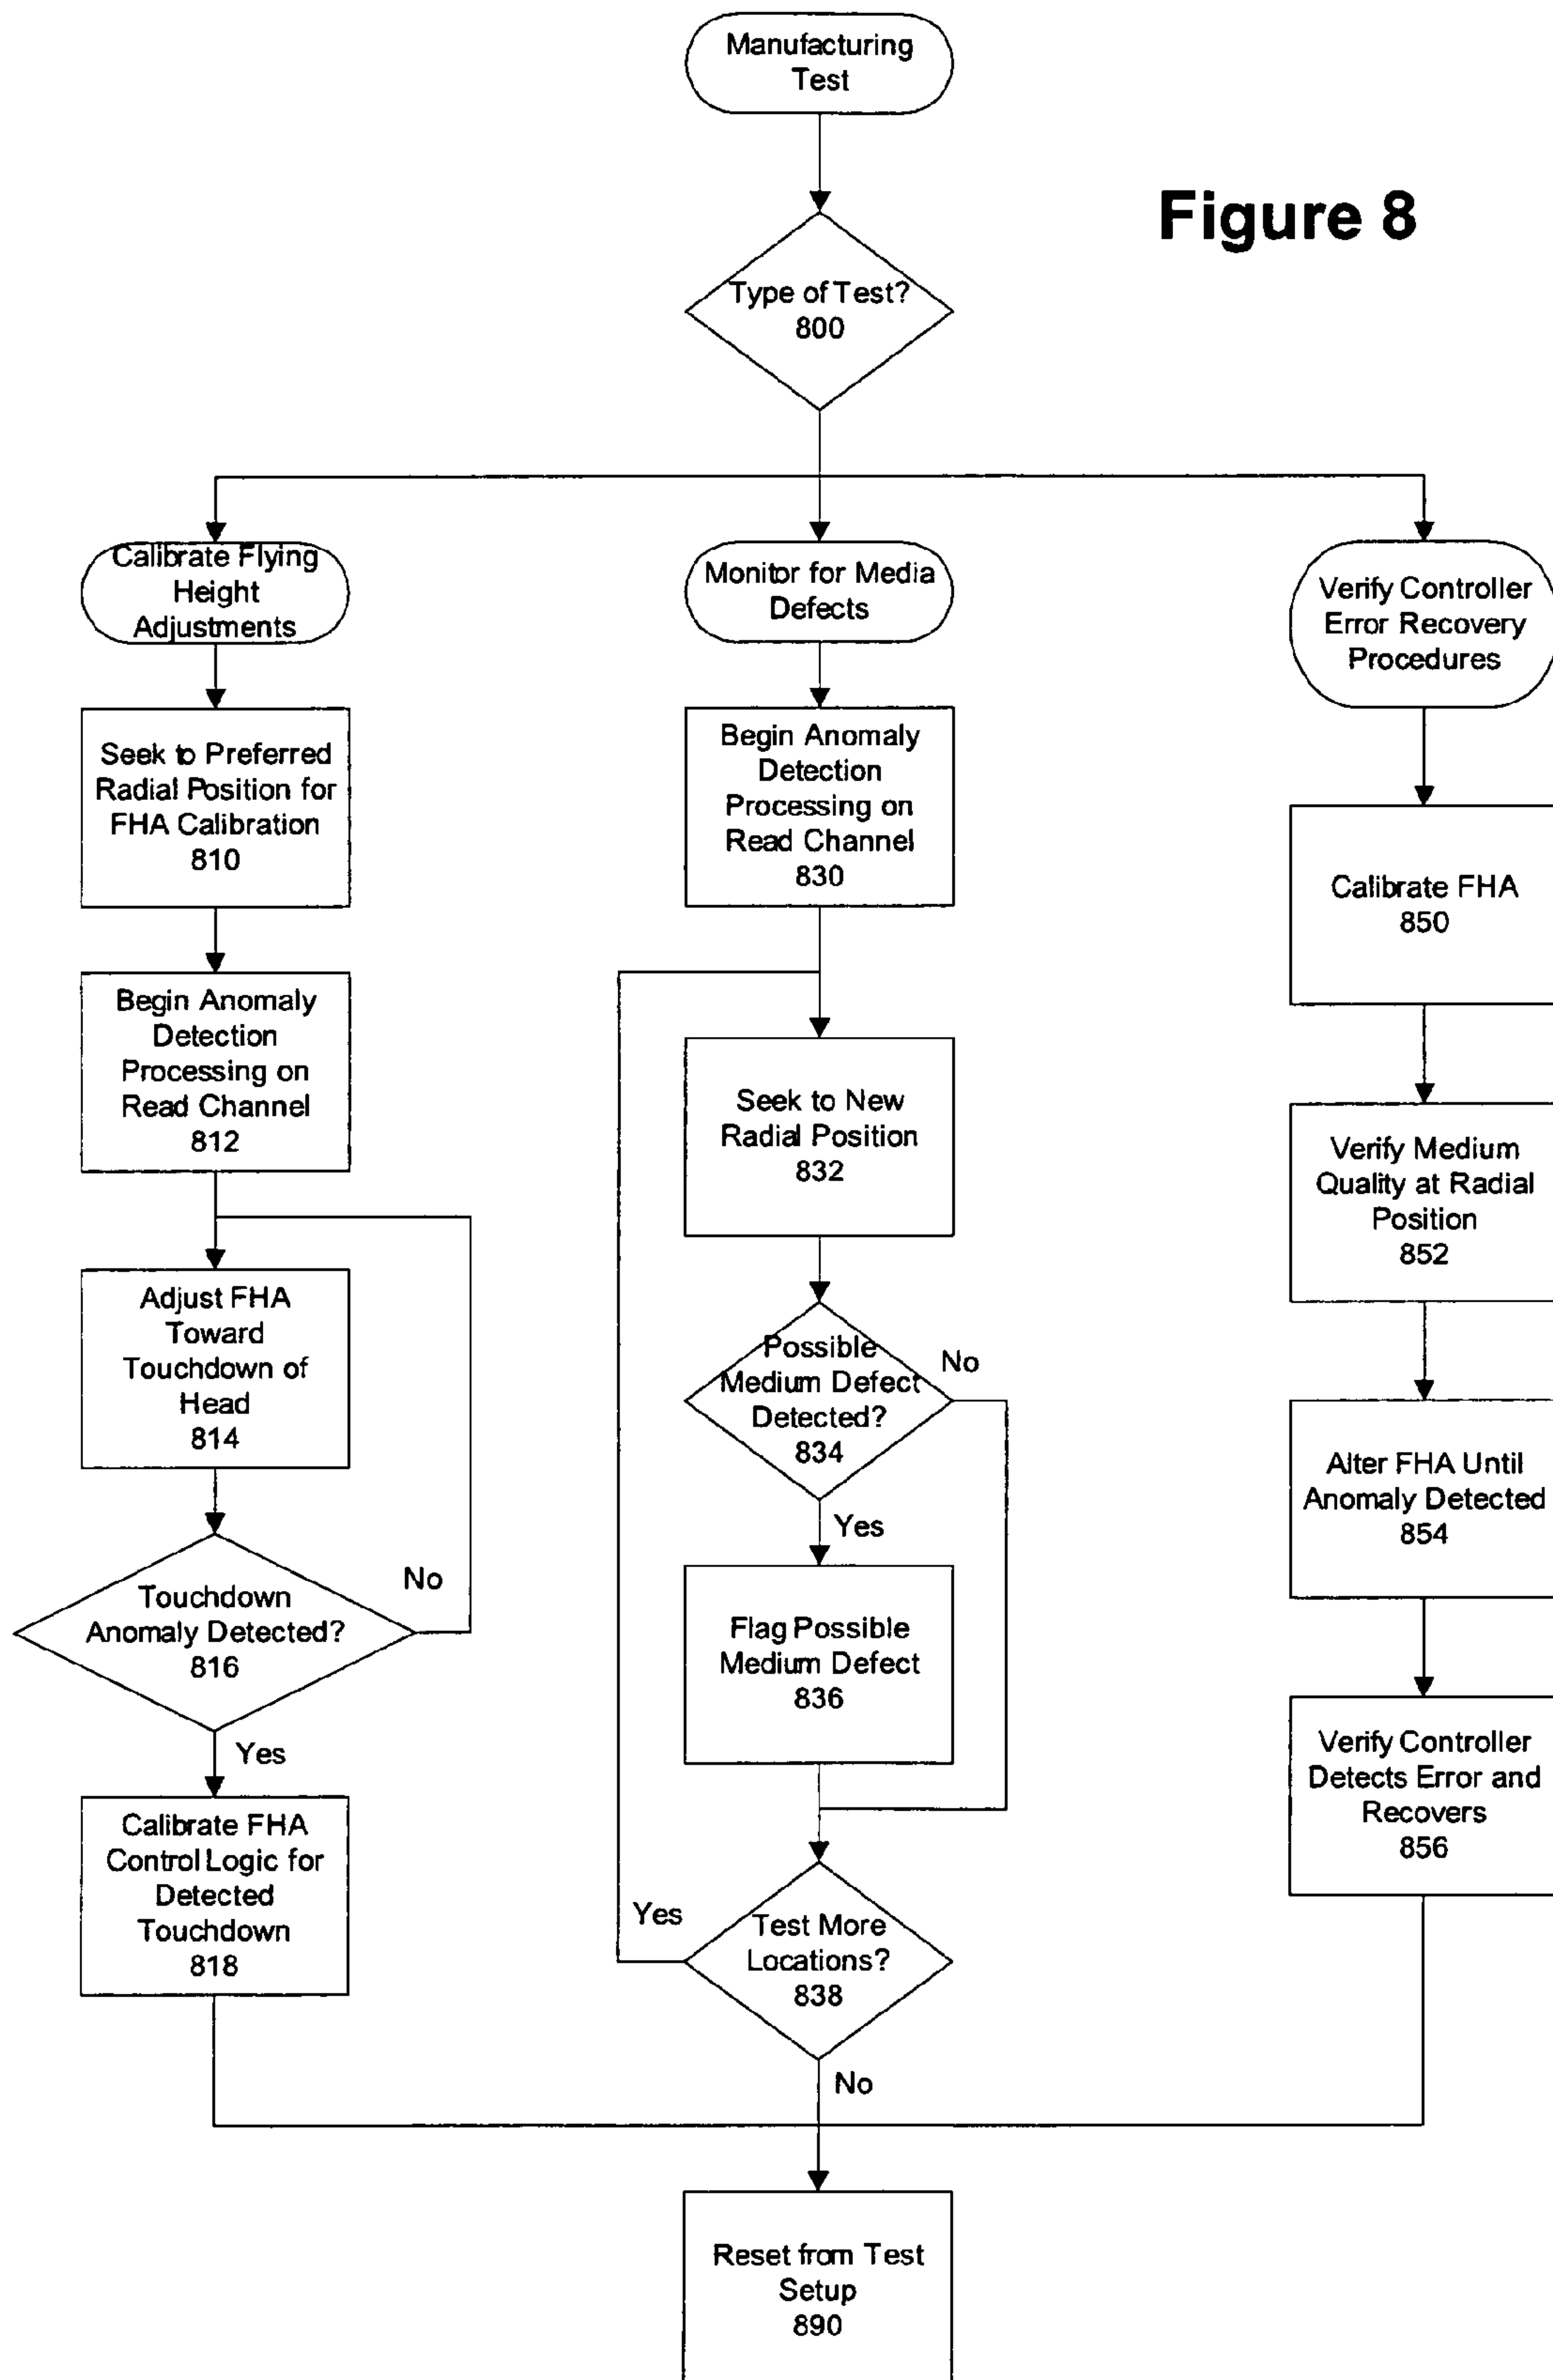 Manufacturing
Test
Figure 8
Type of Test?
800
Calibrate Flying
Height
Adjustments
Seek to Preferred
Radial Position for
FHA Calibration
810
Begin Anomaly
Detection
Processing on
Read Channel
812
Adjust FHA
Toward
Touchdown of
Head
814
Touchdown
Anomaly Detected?
816
No
Yes
Calibrate FHA
Control Logic for
Detected
Touchdown
818
Monitor for Media
Defects
Begin Anomaly
Detection
Processing on
Read Channel
830
Seek to New
Radial Position
832
Possible
Medium Defect
Detected?
834
No
Yes
Flag Possible
Medium Defect
836
Test More
Locations?
838
Yes
No
Verify Controller
Error Recovery
Procedures
Calibrate FHA
850
Verify Medium
Quality at Radial
Position
852
Alter FHA Until
Anomaly Detected
854
Verify Controller
Detects Error and
Recovers
856
Reset from Test
Setup
890